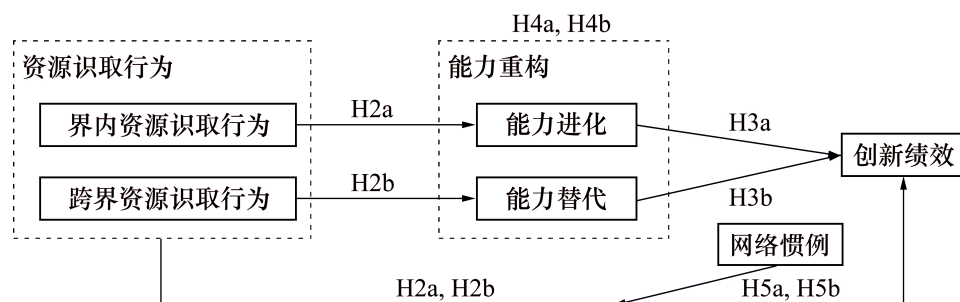 H4a, H4b
资源识取行为
能力重构
界内资源识取行为
H2a
能力进化
H3a
创新绩效
跨界资源识取行为
H2b
能力替代
H3b
网络惯例
H2a, H2b
H5a, H5b